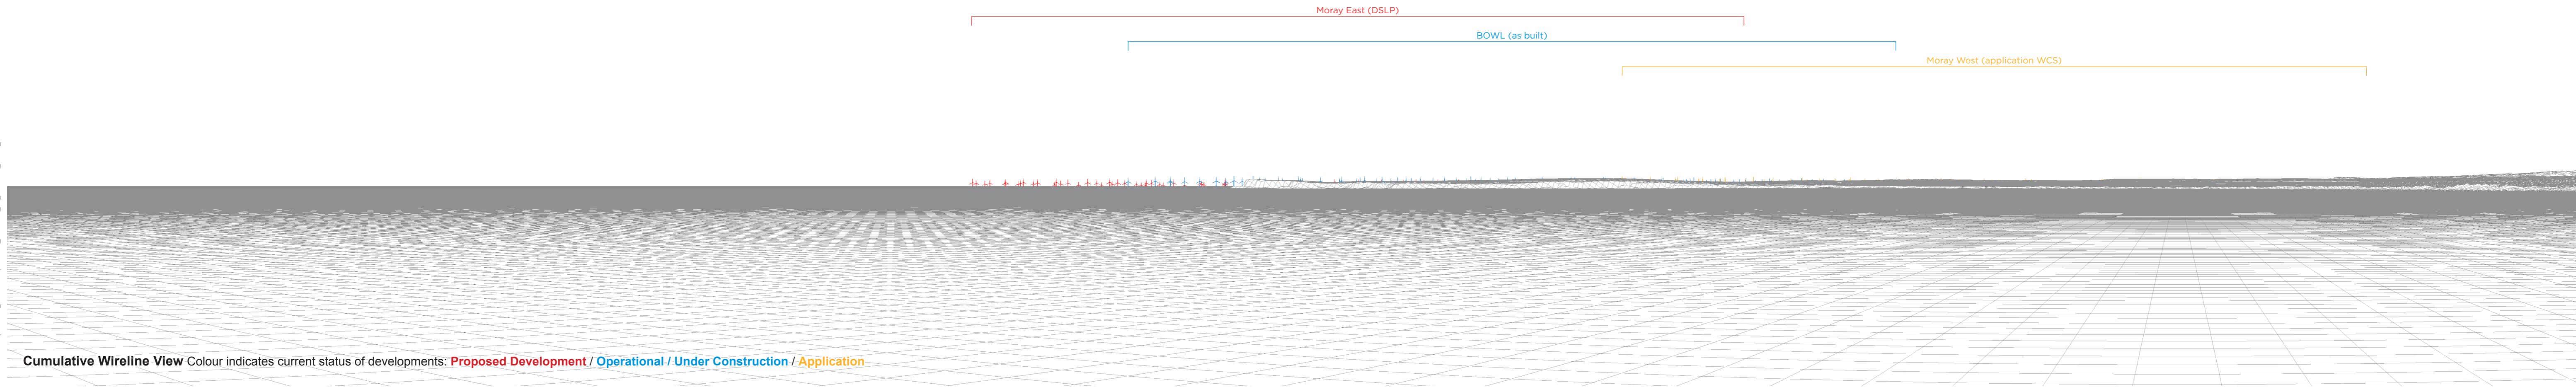 Moray East (DSLP)
BOWL (as built)
Moray West (application WCS)
Cumulative Wireline View Colour indicates current status of developments: Proposed Development / Operational / Under Construction / Application